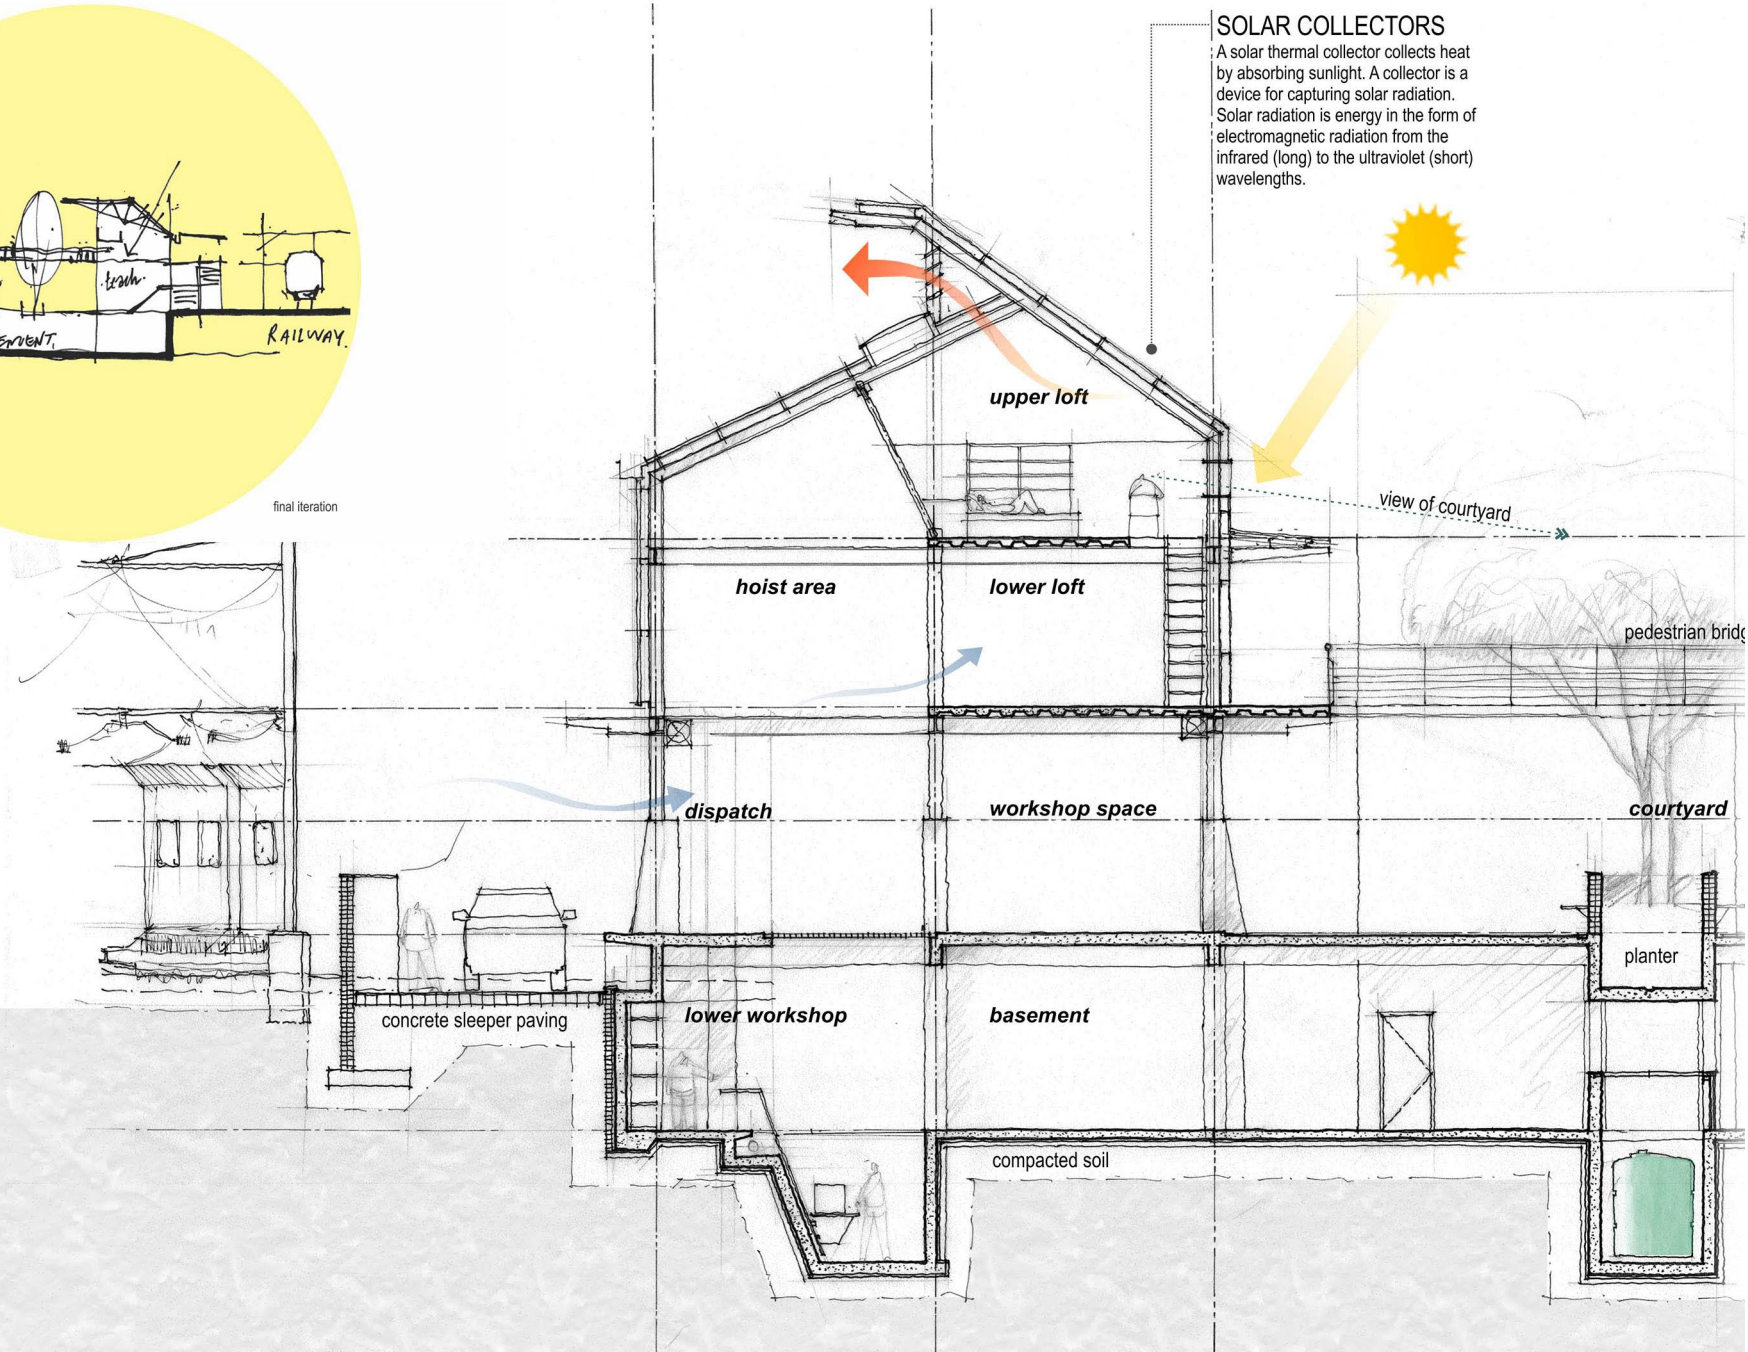 SOLAR COLLECTORS
A solar thermal collector collects heat
by absorbing sunlight. A collector is a
device for capturing solar radiation.
Solar radiation is energy in the form of
electromagnetic radiation from the
infrared (long) to the ultraviolet (short)
wavelengths.
teach.
RAILWAY.
final iteration
upper loft
view of courtyard
hoist area
lower loft
pedestrian bridg
dispatch
workshop space
courtyard
planter
concrete sleeper paving
lower workshop
basement
compacted soil